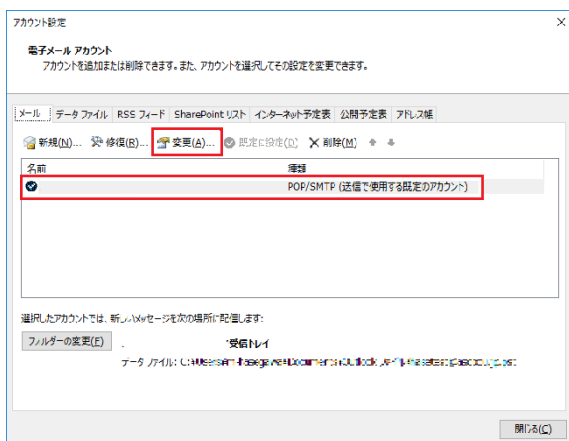 アカウント設定
電子メール アカウント
アカウントを追加または削除できます。また、アカウントを選択してその設定を変更できます。
メール データ ファイル RSS フィード SharePoint リスト インターネット予定表 公開予定表 アドレス帳
新規(N)... 修復(R)... 変更(A)... 既定に設定(D) 削除(M)
名前 種類
POP/SMTP (送信で使用する既定のアカウント)
選択したアカウントでは、新しいメッセージを次の場所に配信します:
フォルダーの変更(F) 受信トレイ
データ ファイル:
閉じる(C)